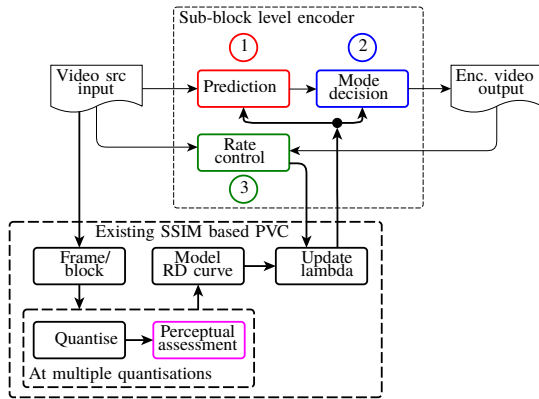 Sub-block level encoder
1
2
Video src
input
Prediction
Mode
decision
Enc. video
output
Rate
control
3
Existing SSIM based PVC
Frame/
block
Model
RD curve
Update
lambda
Quantise
Perceptual
assessment
At multiple quantisations